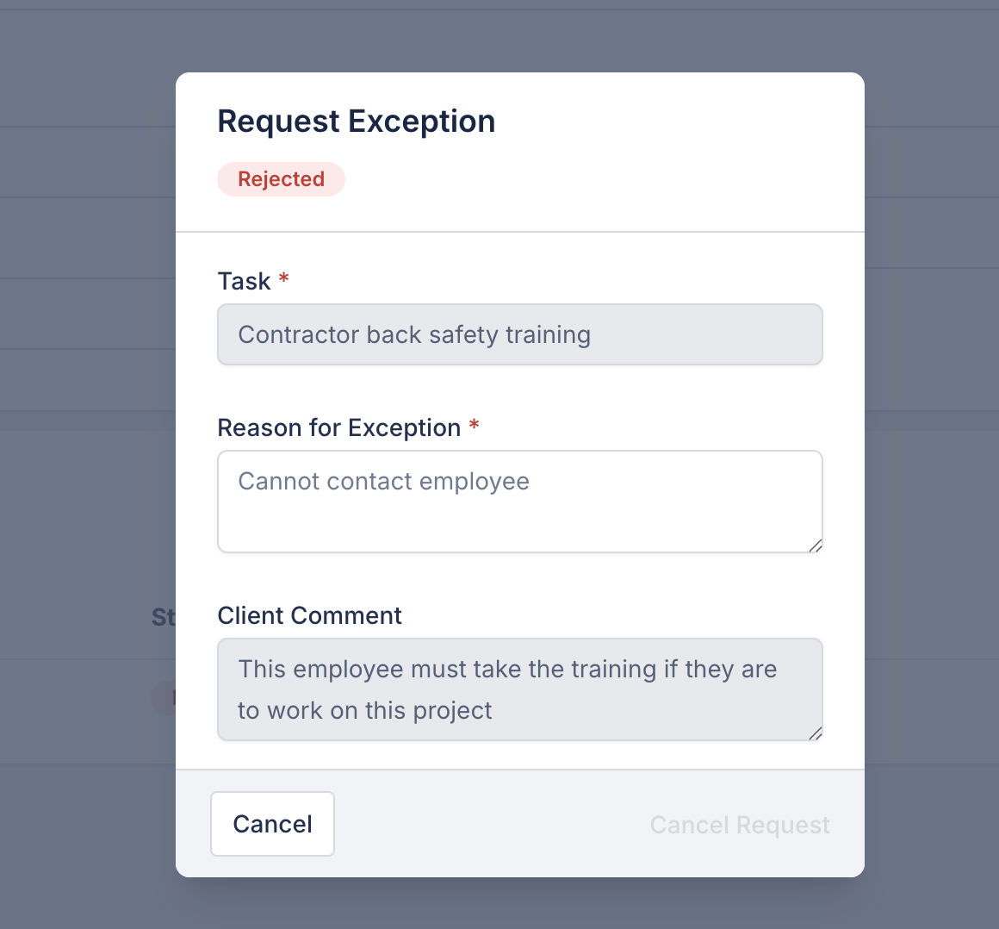 Request Exception
Rejected
Task *
Contractor back safety training
Reason for Exception *
Cannot contact employee
St
Client Comment
This employee must take the training if they are
to work on this project
Cancel
Cancel Request